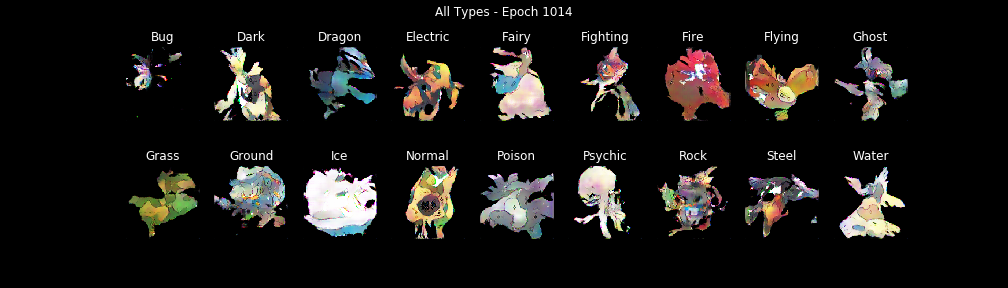 All Types - Epoch 1014
Bug Dark Dragon Electric Fairy Fighting Fire Flying Ghost
Grass Ground Ice Normal Poison Psychic Rock Steel Water